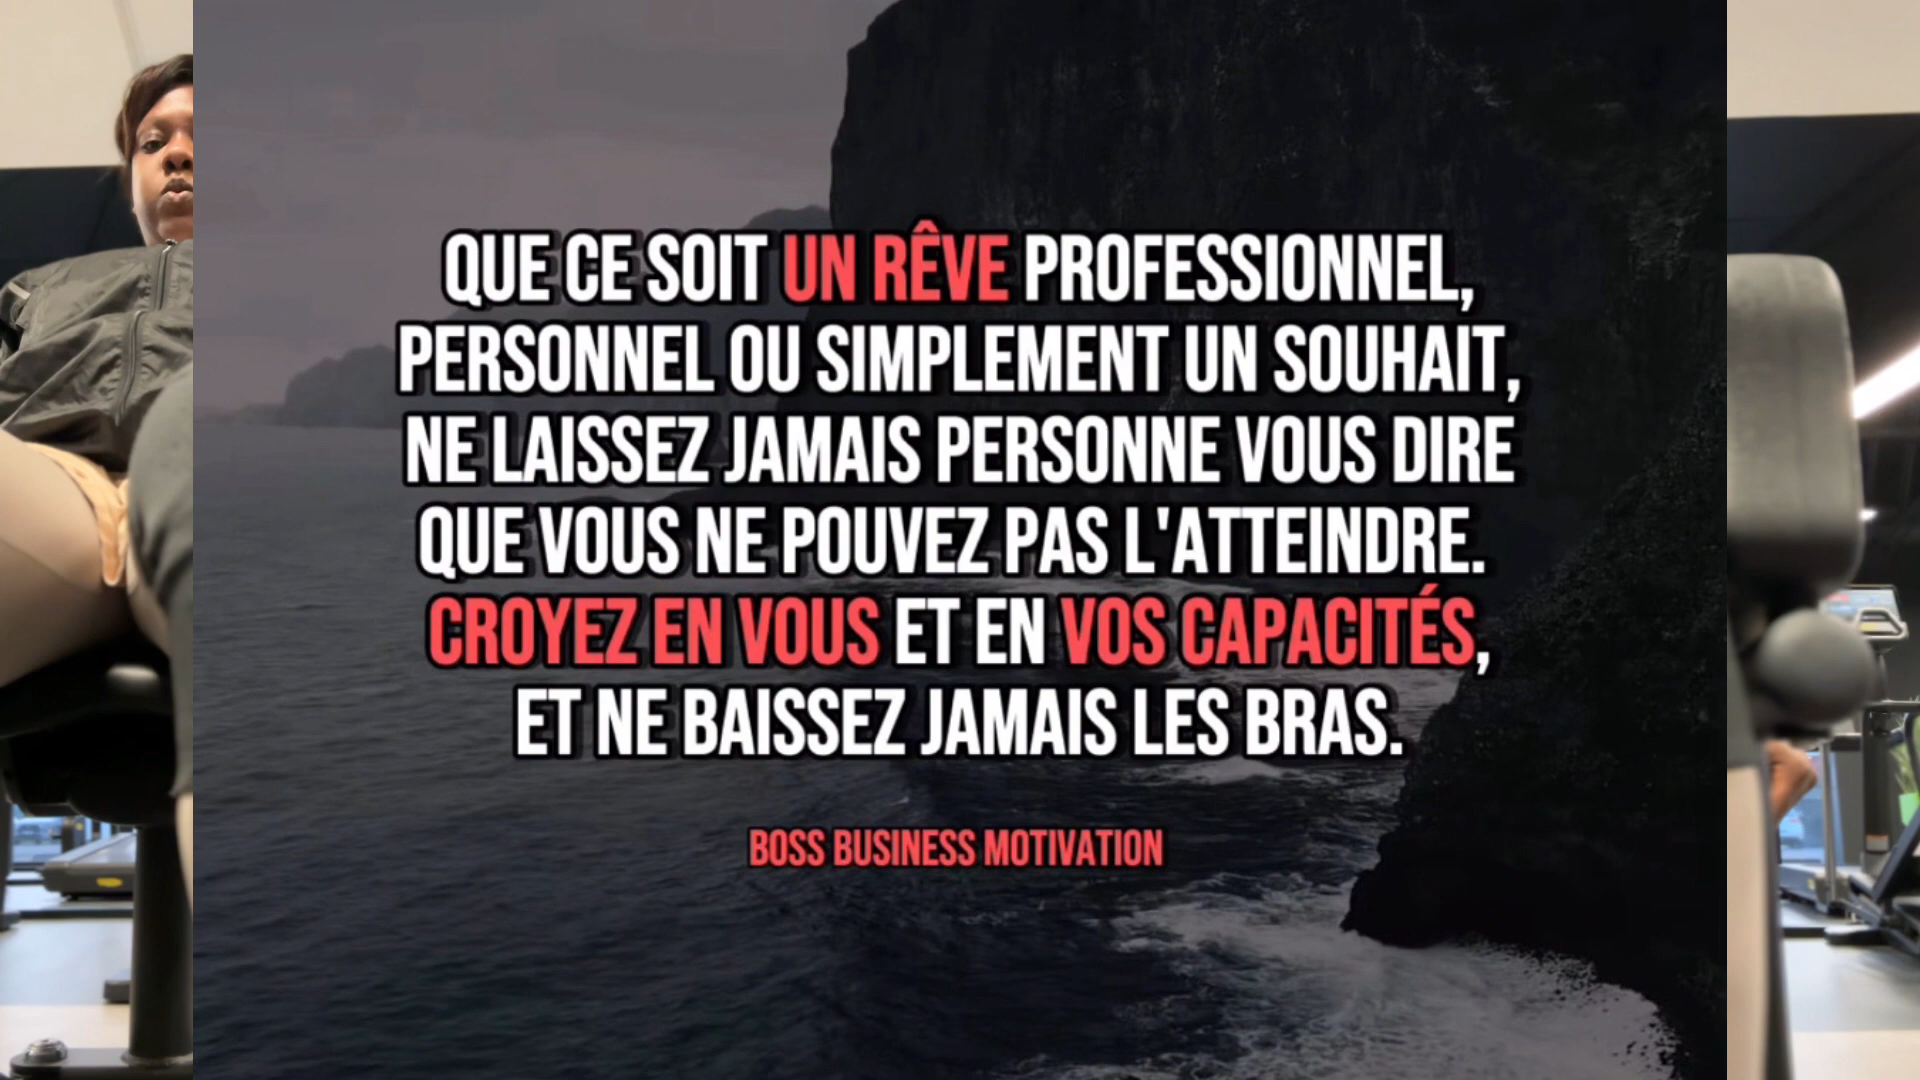 QUE CE SOIT UN RÊVE PROFESSIONNEL,
PERSONNEL OU SIMPLEMENT UN SOUHAIT,
NE LAISSEZ JAMAIS PERSONNE VOUS DIRE
QUE VOUS NE POUVEZ PAS L'ATTEINDRE.
CROYEZ EN VOUS ET EN VOS CAPACITÉS,
ET NE BAISSEZ JAMAIS LES BRAS.
BOSS BUSINESS MOTIVATION